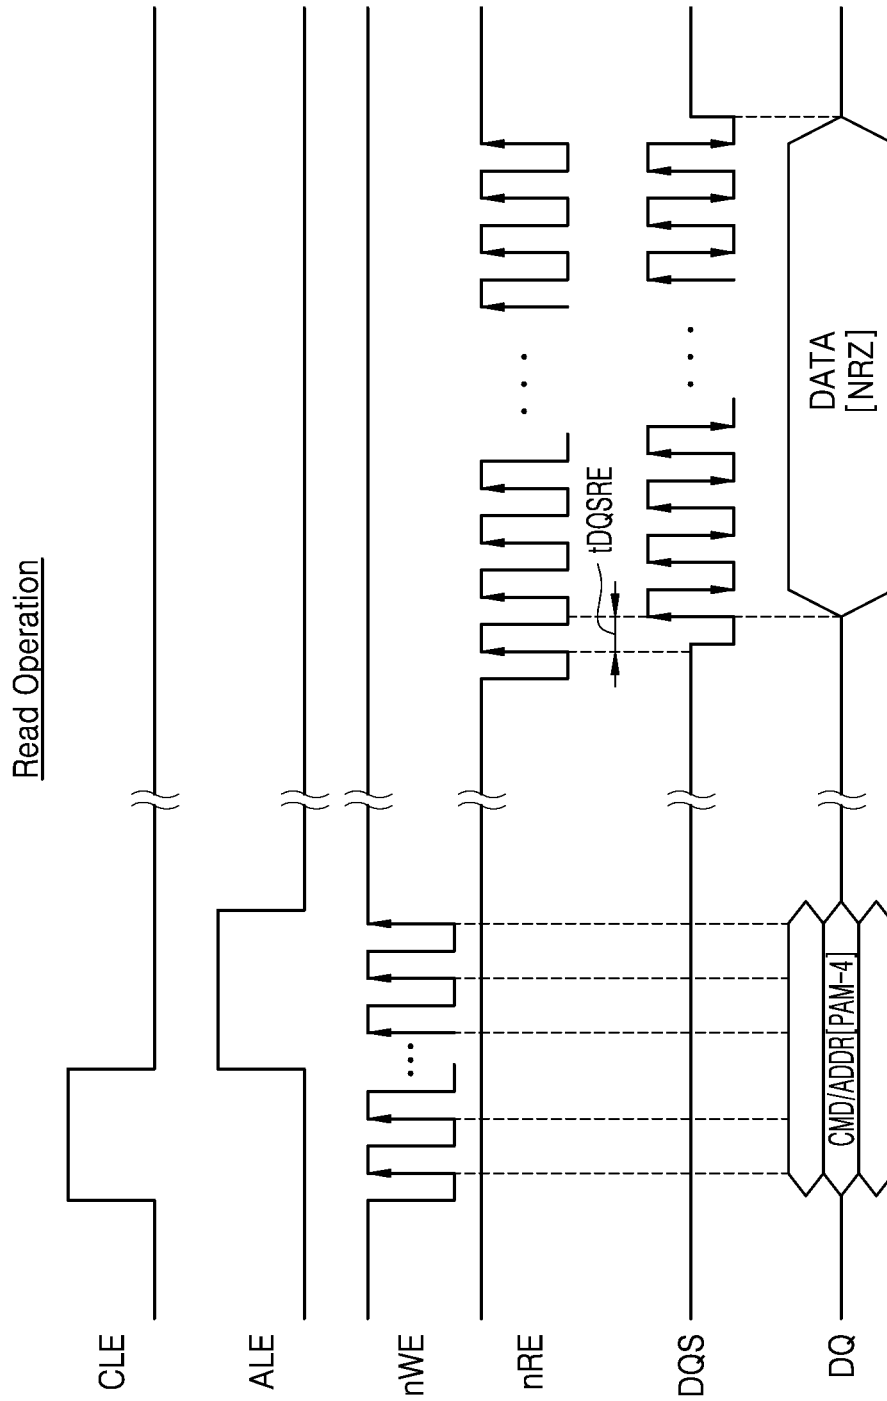 Read Operation
CLE
ALE
nWE
nRE
tDQSRE
DQS
DQ
CMD/ADDR[PAM-4]
DATA
[NRZ]